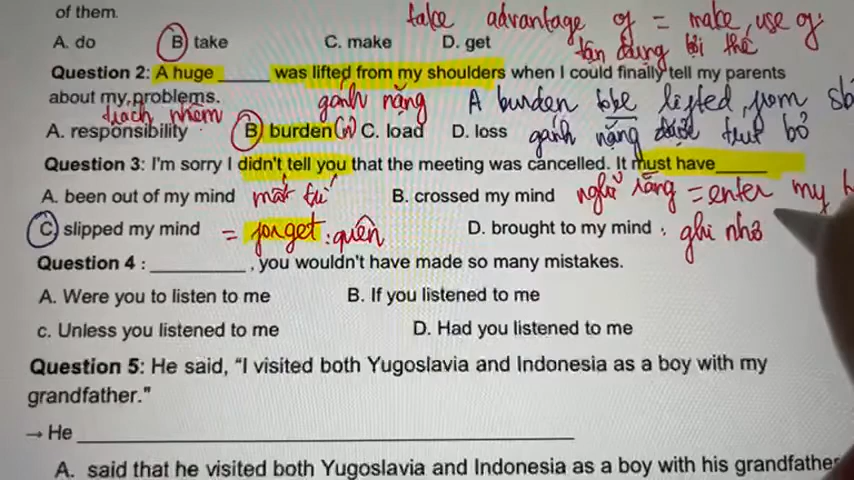 of them.
take advantage of = make use of
A. do B take C. make D. get
tận dụng lợi thế
Question 2: A huge _____ was lifted from my shoulders when I could finally tell my parents
about my problems.
trách nhiệm gánh nặng A burden be lifted from
A. responsibility B. burden (n) C. load D. loss gánh nặng được trút bỏ
Question 3: I'm sorry I didn't tell you that the meeting was cancelled. It must have_____
A. been out of my mind mất trí B. crossed my mind nghĩ rằng = enter my
C. slipped my mind = forget : quên D. brought to my mind : ghi nhớ
Question 4 : _________ , you wouldn't have made so many mistakes.
A. Were you to listen to me B. If you listened to me
c. Unless you listened to me D. Had you listened to me
Question 5: He said, “I visited both Yugoslavia and Indonesia as a boy with my
grandfather.”
→ He _____________________________________________
A. said that he visited both Yugoslavia and Indonesia as a boy with his grandfather